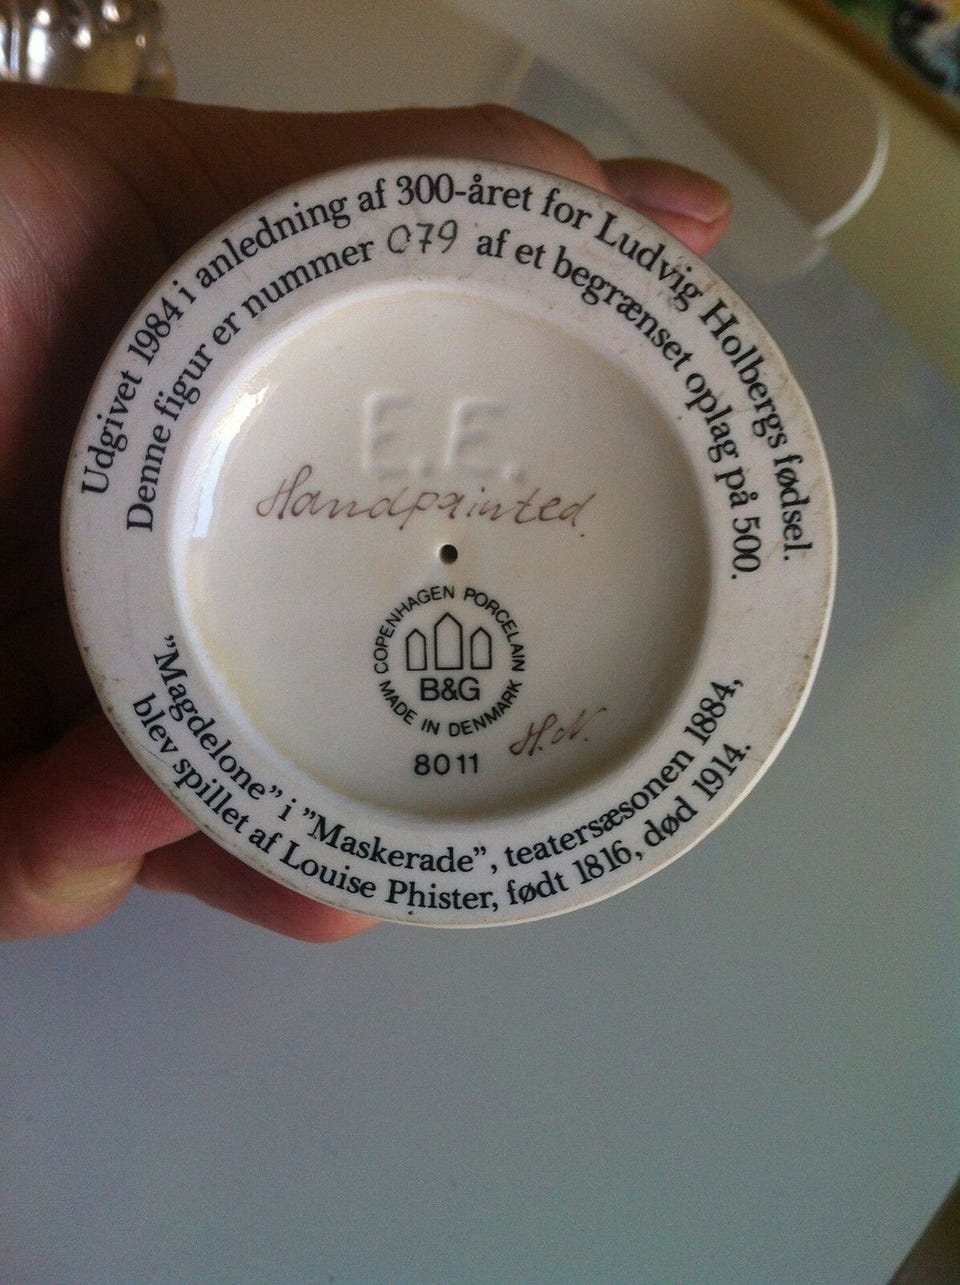 Udgivet 1984 i anledning af 300-året for Ludvig Holbergs fødsel.
Denne figur er nummer 079 af et begrænset oplag på 500.
E.E.
Handpainted
COPENHAGEN PORCELAIN
B&G
MADE IN DENMARK
8011
H.N.
”Magdelone” i ”Maskerade”, teatersæsonen 1884,
blev spillet af Louise Phister, født 1816, død 1914.